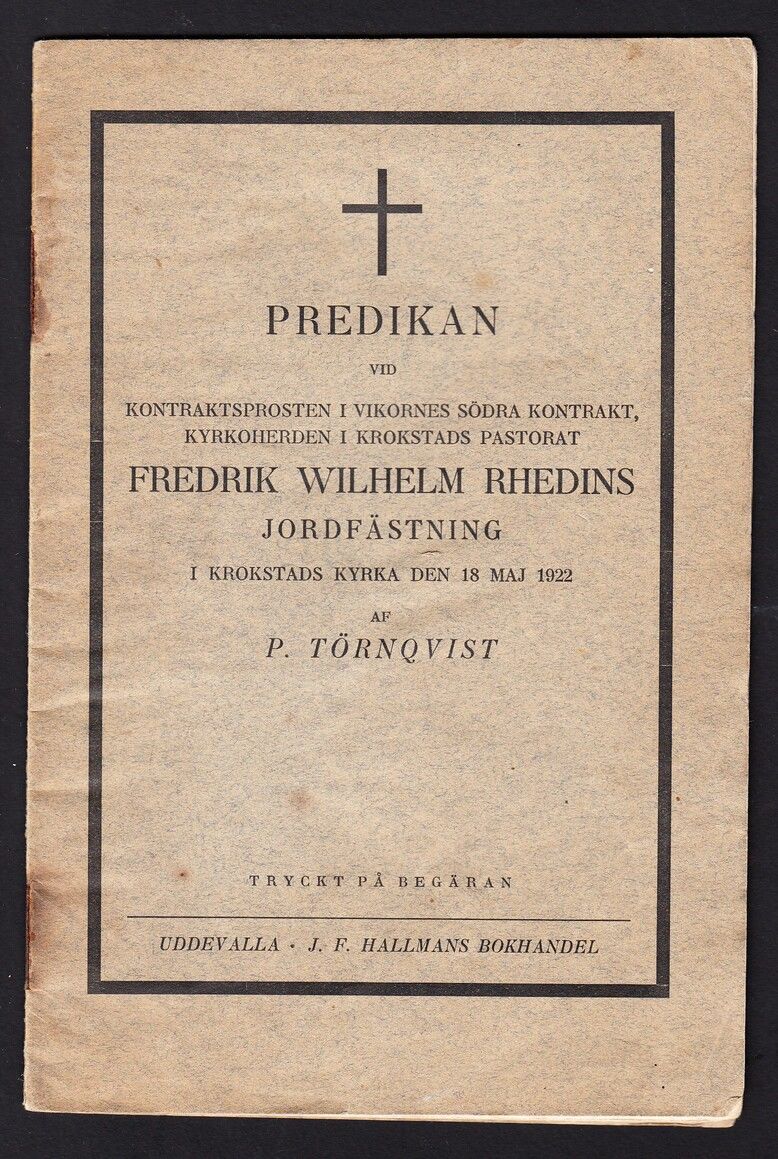 PREDIKAN
VID
KONTRAKTSPROSTEN I VIKORNES SÖDRA KONTRAKT,
KYRKOHERDEN I KROKSTADS PASTORAT
FREDRIK WILHELM RHEDINS
JORDFÄSTNING
I KROKSTADS KYRKA DEN 18 MAJ 1922
AF
P. TÖRNQVIST
TRYCKT PÅ BEGÄRAN
UDDEVALLA · J. F. HALLMANS BOKHANDEL